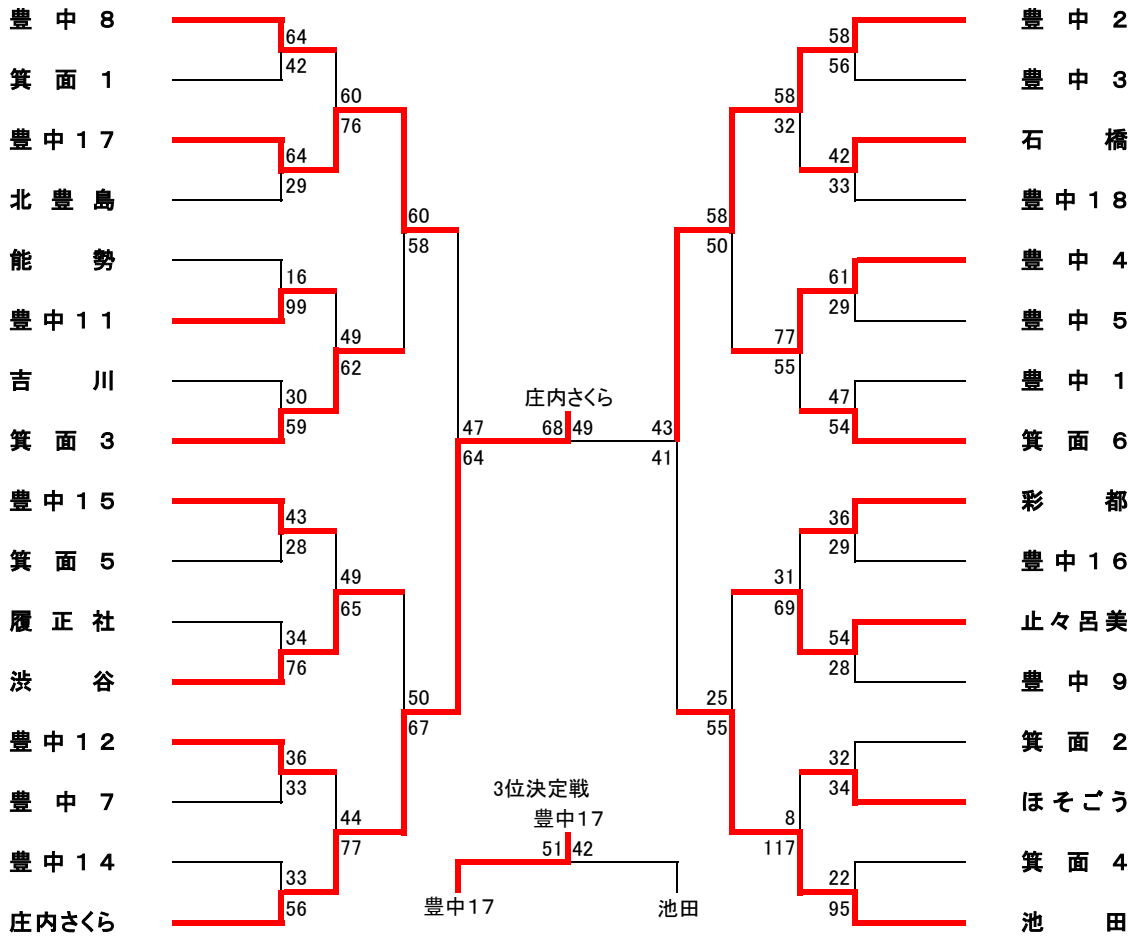 豊中８
豊中２
64
58
42
56
箕面１
豊中３
60
58
76
32
豊中１７
石橋
64
42
29
33
北豊島
豊中１８
60
58
58
50
能勢
豊中４
16
61
99
29
豊中１１
豊中５
49
77
62
55
吉川
豊中１
30
47
59
54
庄内さくら
箕面３
箕面６
47
68
49
43
64
41
豊中１５
彩都
43
36
28
29
箕面５
豊中１６
49
31
65
69
履正社
止々呂美
34
54
76
28
渋谷
豊中９
50
25
67
55
豊中１２
箕面２
36
32
33
34
豊中７
ほそごう
3位決定戦
豊中17
44
8
77
117
51
42
豊中１４
箕面４
33
22
56
95
豊中17
池田
庄内さくら
池田